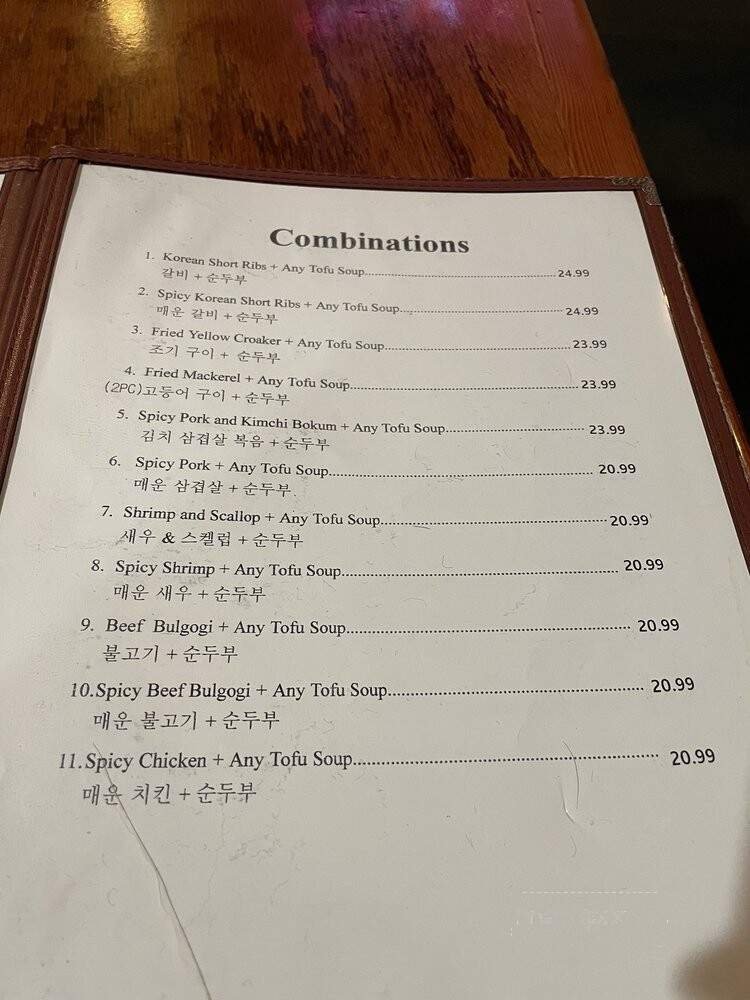 Combinations
1. Korean Short Ribs + Any Tofu Soup..........24.99
갈비 + 순두부
2. Spicy Korean Short Ribs + Any Tofu Soup..........24.99
매운 갈비 + 순두부
3. Fried Yellow Croaker + Any Tofu Soup..........23.99
조기 구이 + 순두부
4. Fried Mackerel + Any Tofu Soup..........23.99
(2PC)고등어 구이 + 순두부
5. Spicy Pork and Kimchi Bokum + Any Tofu Soup..........23.99
김치 삼겹살 복음 + 순두부
6. Spicy Pork + Any Tofu Soup..........20.99
매운 삼겹살 + 순두부
7. Shrimp and Scallop + Any Tofu Soup..........20.99
새우 & 스켈럽 + 순두부
8. Spicy Shrimp + Any Tofu Soup..........20.99
매운 새우 + 순두부
9. Beef Bulgogi + Any Tofu Soup..........20.99
불고기 + 순두부
10.Spicy Beef Bulgogi + Any Tofu Soup..........20.99
매운 불고기 + 순두부
11.Spicy Chicken + Any Tofu Soup..........20.99
매운 치킨 + 순두부